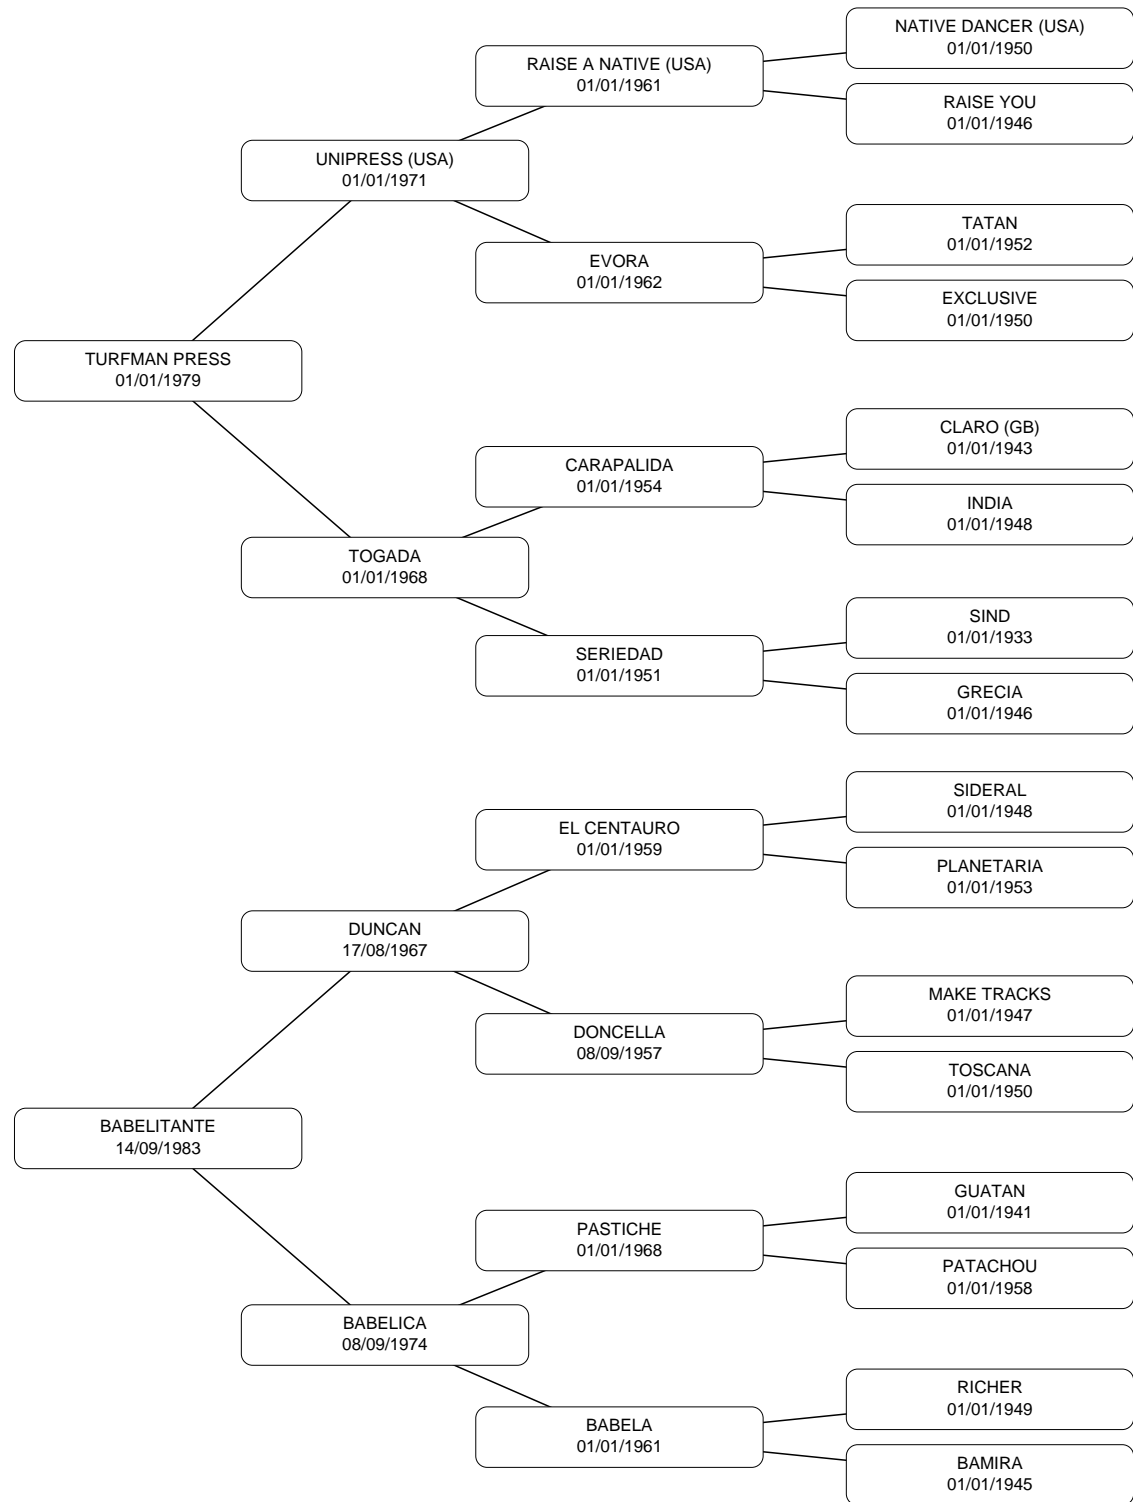 NATIVE DANCER (USA)
01/01/1950
RAISE A NATIVE (USA)
01/01/1961
RAISE YOU
01/01/1946
UNIPRESS (USA)
01/01/1971
TATAN
01/01/1952
EVORA
01/01/1962
EXCLUSIVE
01/01/1950
TURFMAN PRESS
01/01/1979
CLARO (GB)
01/01/1943
CARAPALIDA
01/01/1954
INDIA
01/01/1948
TOGADA
01/01/1968
SIND
01/01/1933
SERIEDAD
01/01/1951
GRECIA
01/01/1946
SIDERAL
01/01/1948
EL CENTAURO
01/01/1959
PLANETARIA
01/01/1953
DUNCAN
17/08/1967
MAKE TRACKS
01/01/1947
DONCELLA
08/09/1957
TOSCANA
01/01/1950
BABELITANTE
14/09/1983
GUATAN
01/01/1941
PASTICHE
01/01/1968
PATACHOU
01/01/1958
BABELICA
08/09/1974
RICHER
01/01/1949
BABELA
01/01/1961
BAMIRA
01/01/1945